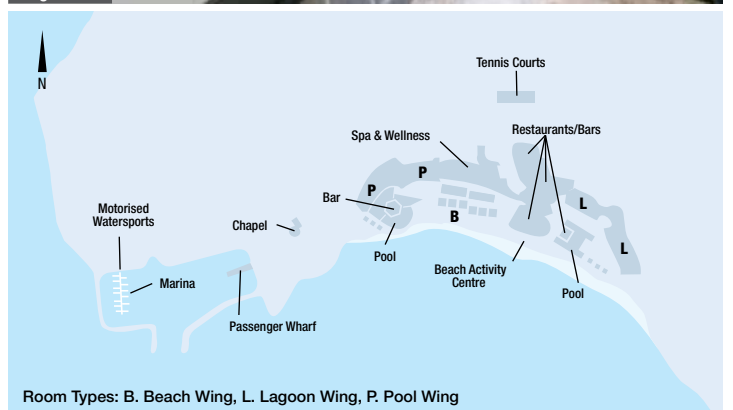 N
Tennis Courts
Restaurants/Bars
Spa & Wellness
P
P
L
Bar
B
L
Motorised
Watersports
Chapel
Pool
Beach Activity
Centre
Marina
Pool
Passenger Wharf
Room Types: B. Beach Wing, L. Lagoon Wing, P. Pool Wing